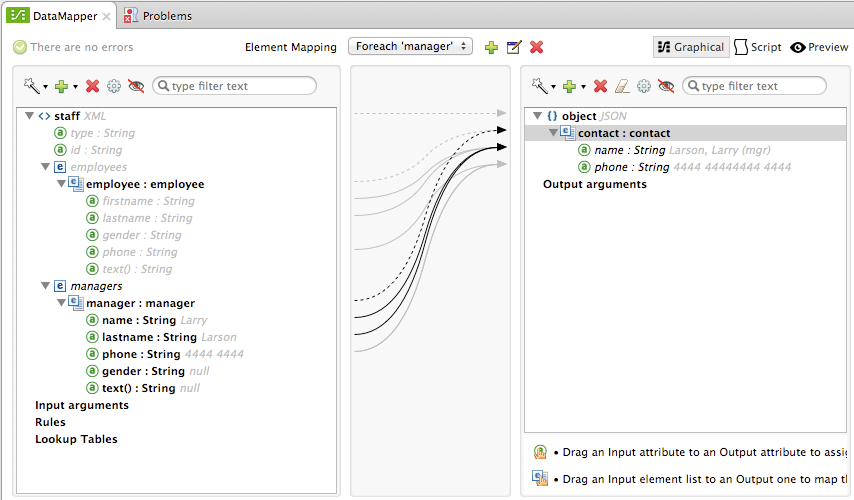 DataMapper
Problems
There are no errors
Element Mapping
Foreach 'manager'
Graphical
Script
Preview
type filter text
staff XML
type : String
id : String
employees
employee : employee
firstname : String
lastname : String
gender : String
phone : String
text() : String
managers
manager : manager
name : String Larry
lastname : String Larson
phone : String 4444 4444
gender : String null
text() : String null
Input arguments
Rules
Lookup Tables
type filter text
object JSON
contact : contact
name : String Larson, Larry (mgr)
phone : String 4444 44444444 4444
Output arguments
• Drag an Input attribute to an Output attribute to assig
• Drag an Input element list to an Output one to map th